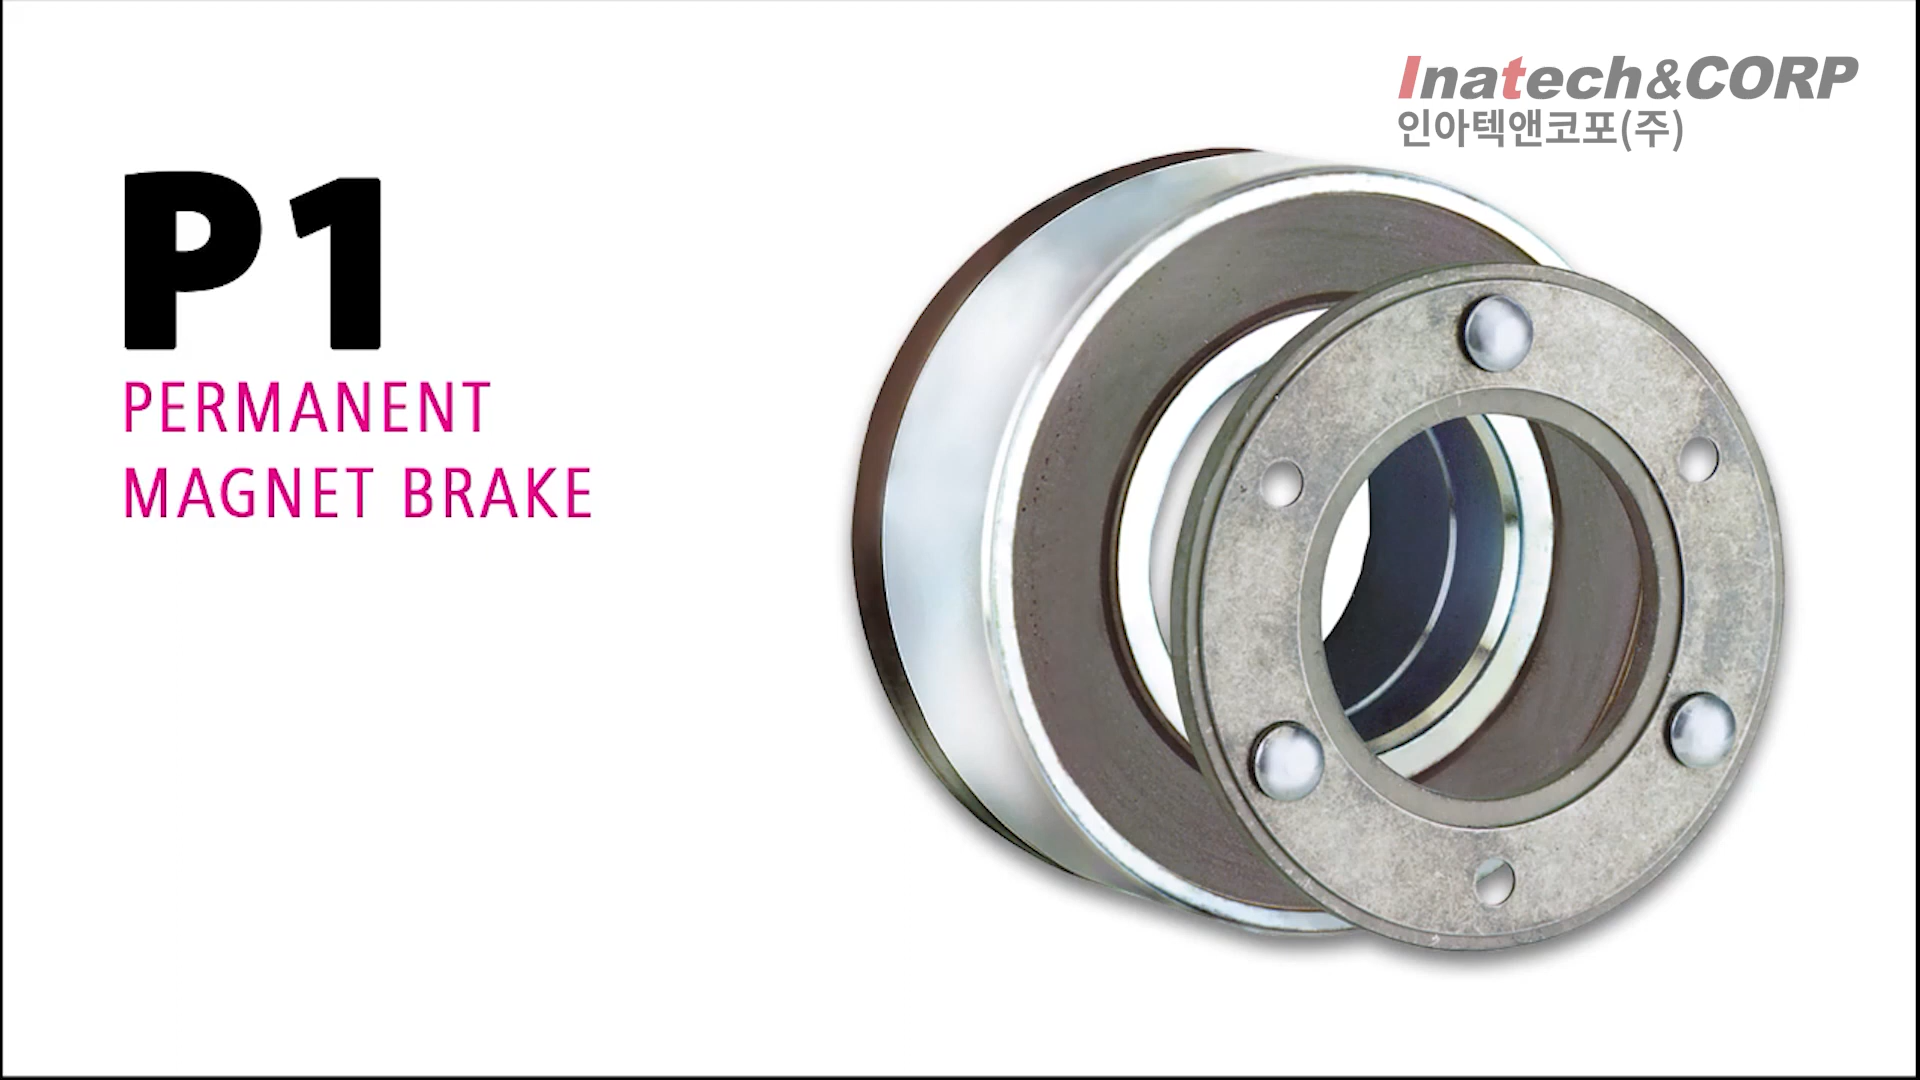 Inatech&CORP
인아텍앤코포(주)
P1
PERMANENT
MAGNET BRAKE